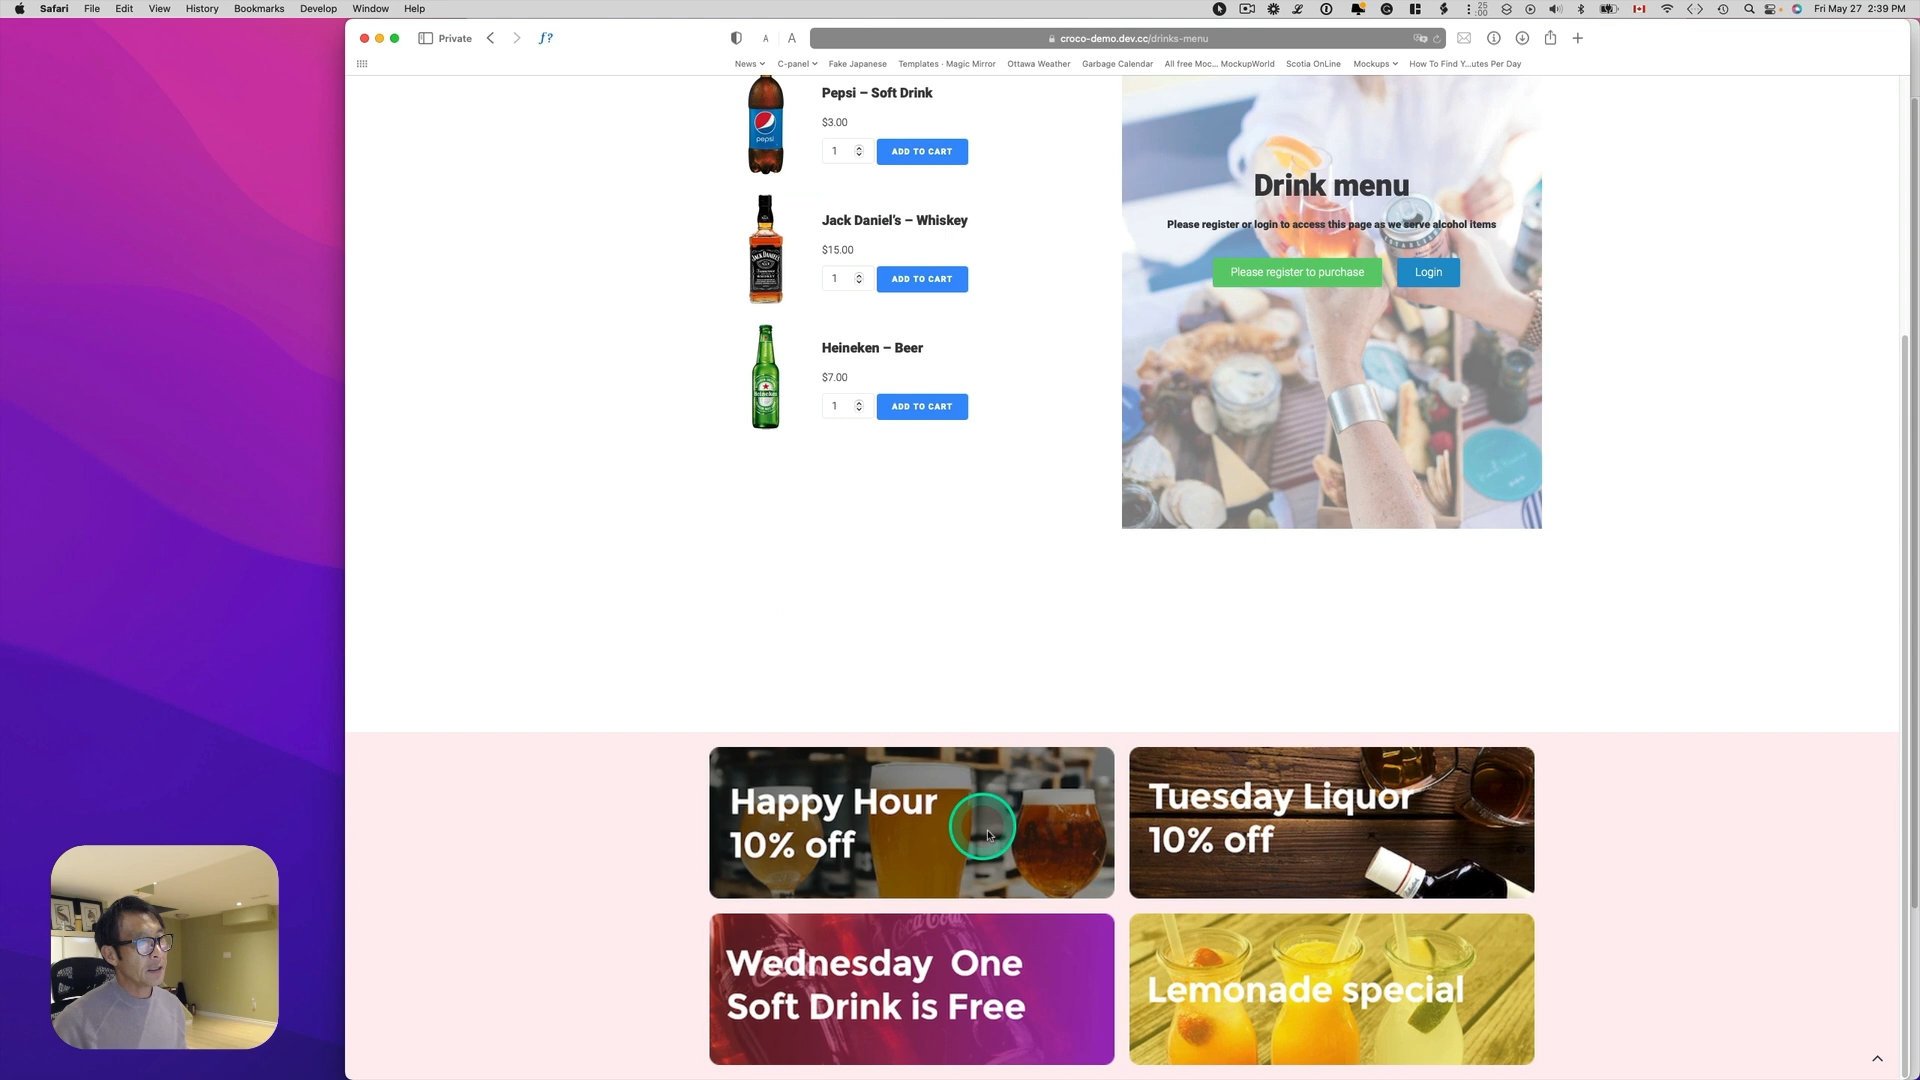 Safari File Edit View History Bookmarks Develop Window Help
25
:00
Fri May 27 2:39 PM
Private
f?
A A
croco-demo.dev.cc/drinks-menu
News C-panel Fake Japanese Templates - Magic Mirror Ottawa Weather Garbage Calendar All free Moc... MockupWorld Scotia OnLine Mockups How To Find Y...utes Per Day
Pepsi – Soft Drink
$3.00
1 ADD TO CART
pepsi
Jack Daniel's – Whiskey
$15.00
1 ADD TO CART
Heineken – Beer
$7.00
1 ADD TO CART
Drink menu
Please register or login to access this page as we serve alcohol items
Please register to purchase Login
Happy Hour
10% off
Tuesday Liquor
10% off
Wednesday One
Soft Drink is Free
Lemonade special